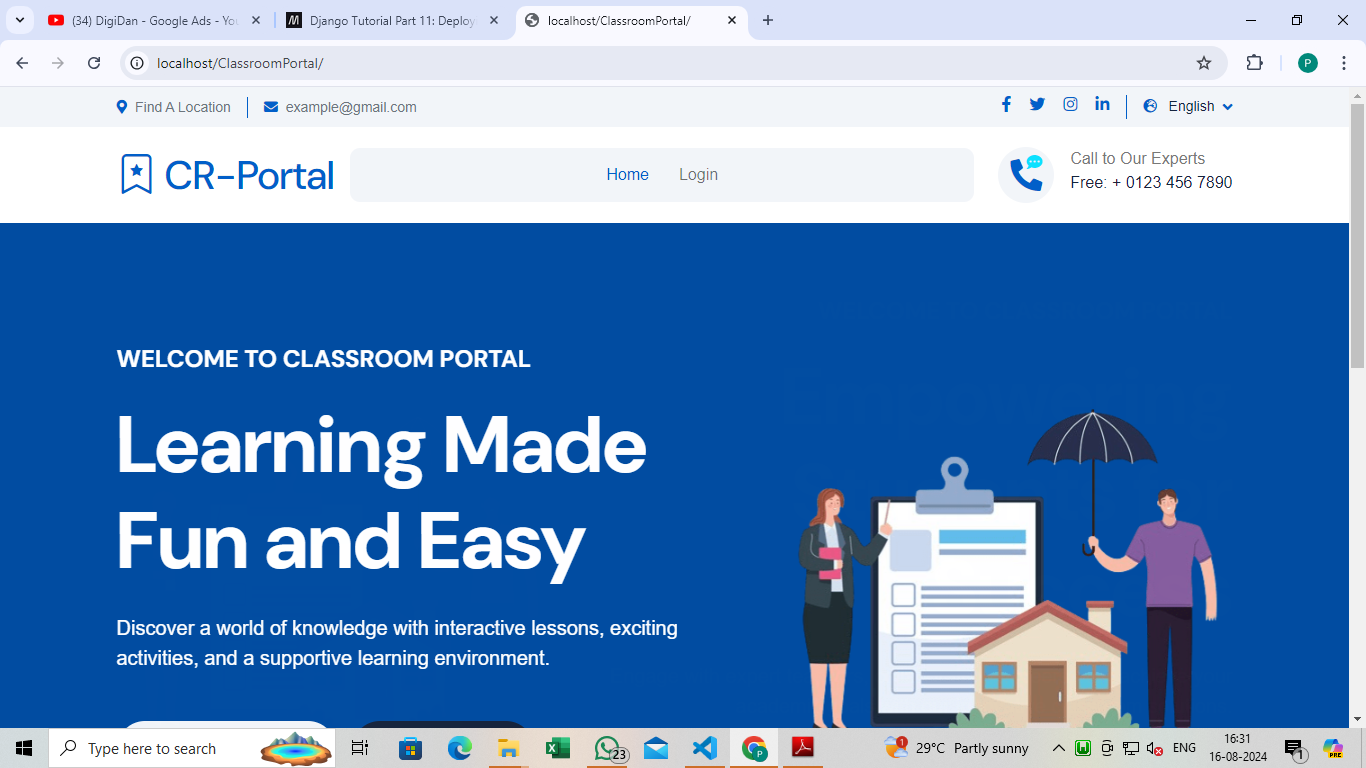 (34) DigiDan - Google Ads - You
Django Tutorial Part 11: Deployi
localhost/ClassroomPortal/
localhost/ClassroomPortal/
P
Find A Location
example@gmail.com
English
CR-Portal
Home
Login
Call to Our Experts
Free: + 0123 456 7890
WELCOME TO CLASSROOM PORTAL
Learning Made
Fun and Easy
Discover a world of knowledge with interactive lessons, exciting
activities, and a supportive learning environment.
Type here to search
23
P
1
29°C Partly sunny
ENG
16:31
16-08-2024
1
PRE